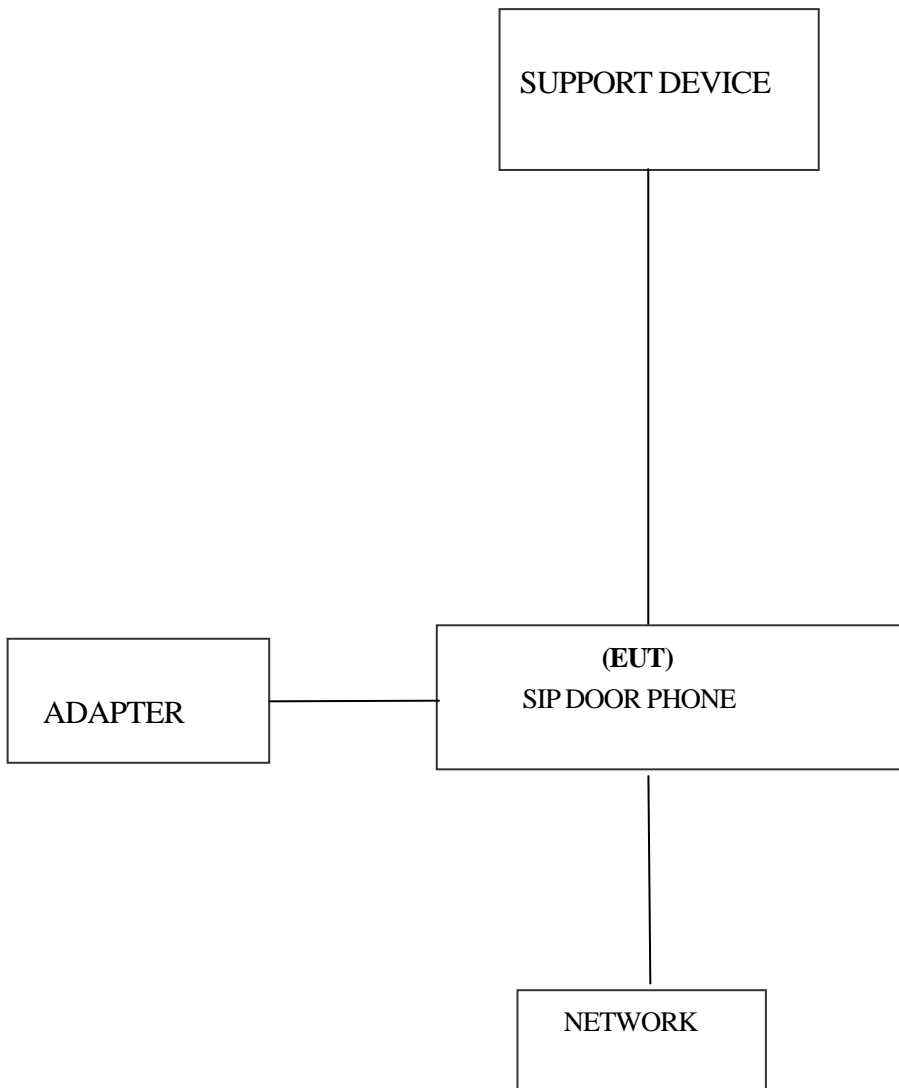 SUPPORT DEVICE
(EUT)
SIP DOOR PHONE
ADAPTER
NETWORK